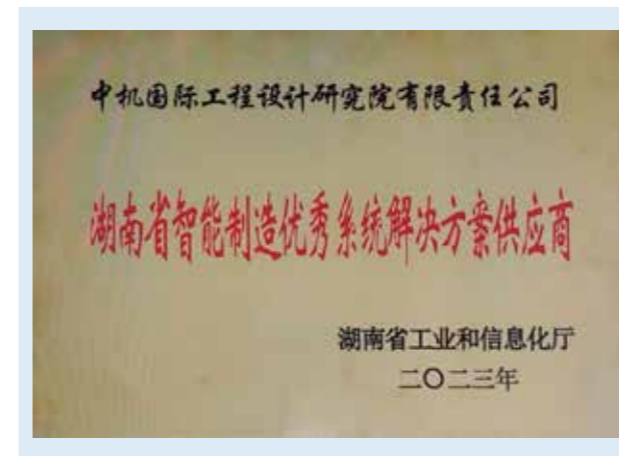 中机国际工程设计研究院有限责任公司
湖南省智能制造优秀系统解决方案供应商
湖南省工业和信息化厅
二〇二三年